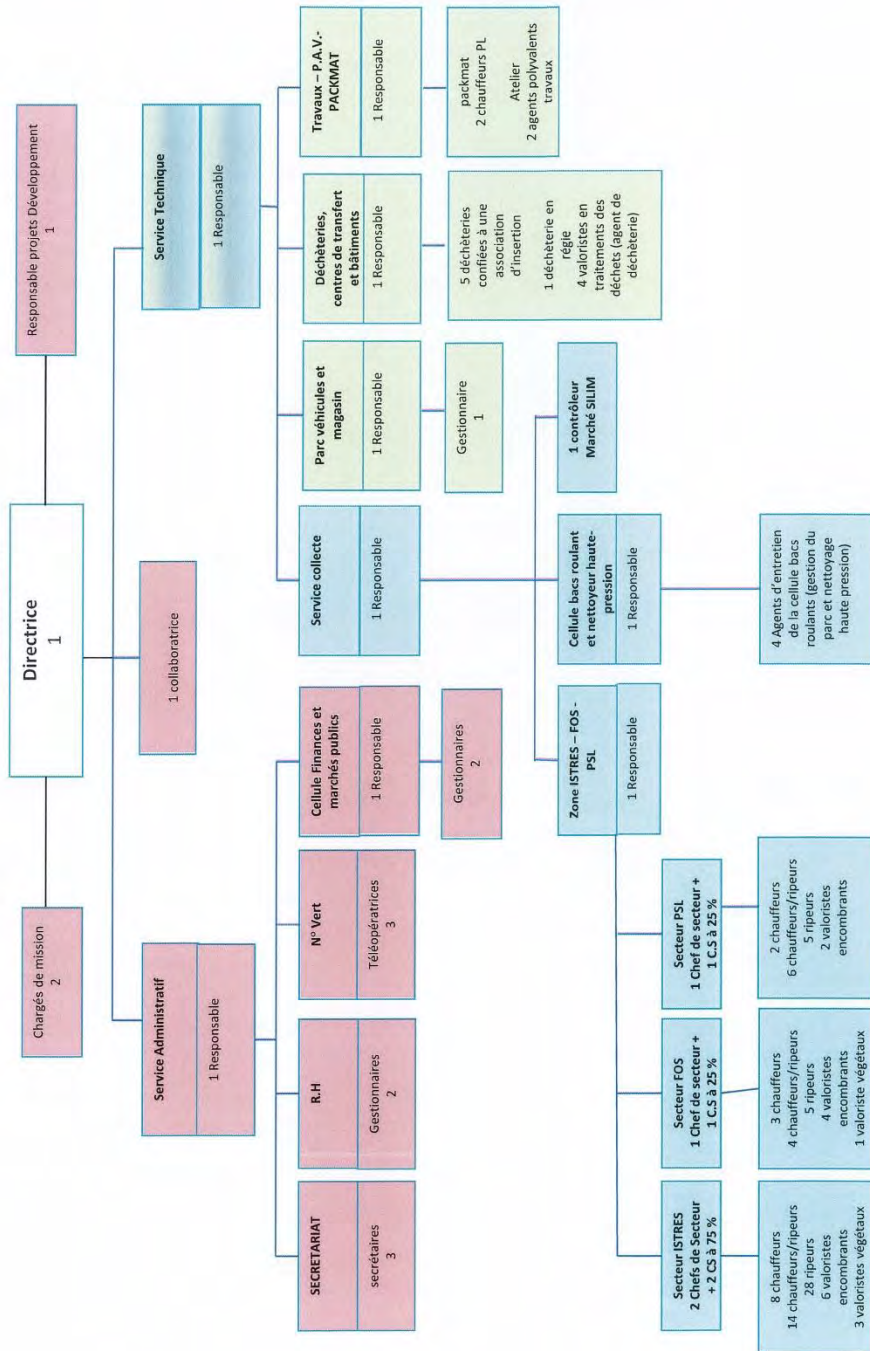 Directrice
1
Chargés de mission
2
Responsable projets Développement
1
1 collaboratrice
Service Administratif
1 Responsable
Service Technique
1 Responsable
SECRETARIAT
secrétaires
3
R.H
Gestionnaires
2
N° Vert
Téléopératrices
3
Cellule Finances et
marchés publics
1 Responsable
Gestionnaires
2
Service collecte
1 Responsable
Parc véhicules et
magasin
1 Responsable
Gestionnaire
1
Déchèteries,
centres de transfert
et bâtiments
1 Responsable
5 déchèteries
confiées à une
association
d'insertion
1 déchèterie en
régie
4 valoristes en
traitements des
déchets (agent de
déchèterie)
Travaux – P.A.V.-
PACKMAT
1 Responsable
packmat
2 chauffeurs PL
Atelier
2 agents polyvalents
travaux
Zone ISTRES – FOS -
PSL
1 Responsable
Cellule bacs roulant
et nettoyeur haute-
pression
1 Responsable
1 contrôleur
Marché SILIM
4 Agents d'entretien
de la cellule bacs
roulants (gestion du
parc et nettoyage
haute pression)
Secteur ISTRES
2 Chefs de Secteur
+ 2 CS à 75 %
8 chauffeurs
14 chauffeurs/ripeurs
28 ripeurs
6 valoristes
encombrants
3 valoristes végétaux
Secteur FOS
1 Chef de secteur +
1 C.S à 25 %
3 chauffeurs
4 chauffeurs/ripeurs
5 ripeurs
4 valoristes
encombrants
1 valoriste végétaux
Secteur PSL
1 Chef de secteur +
1 C.S à 25 %
2 chauffeurs
6 chauffeurs/ripeurs
5 ripeurs
2 valoristes
encombrants